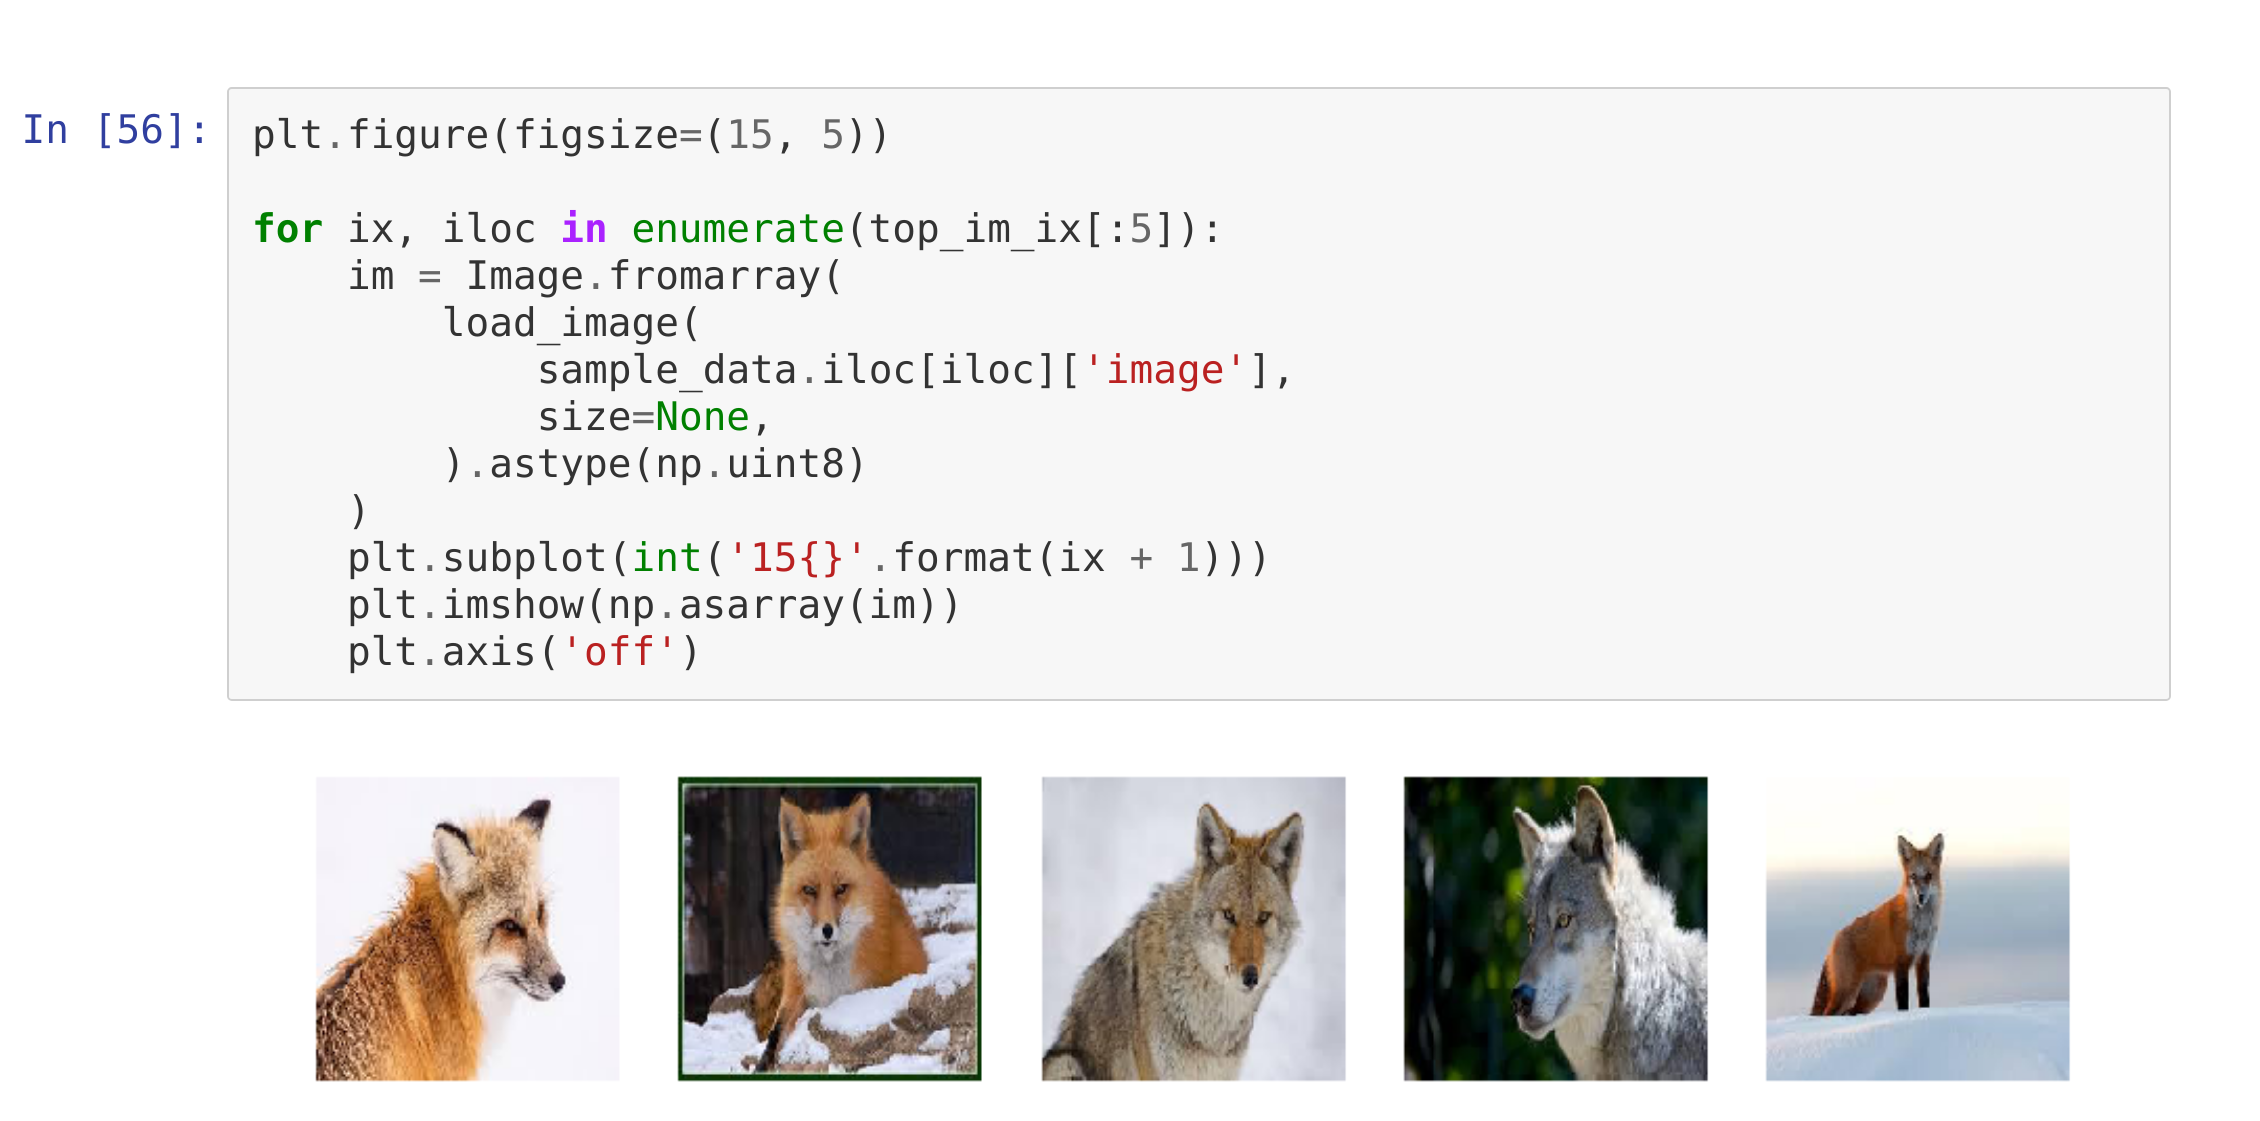 In [56]:
plt.figure(figsize=(15, 5))
for ix, iloc in enumerate(top_im_ix[:5]):
    im = Image.fromarray(
        load_image(
            sample_data.iloc[iloc]['image'],
            size=None,
        ).astype(np.uint8)
    )
    plt.subplot(int('15{}'.format(ix + 1)))
    plt.imshow(np.asarray(im))
    plt.axis('off')